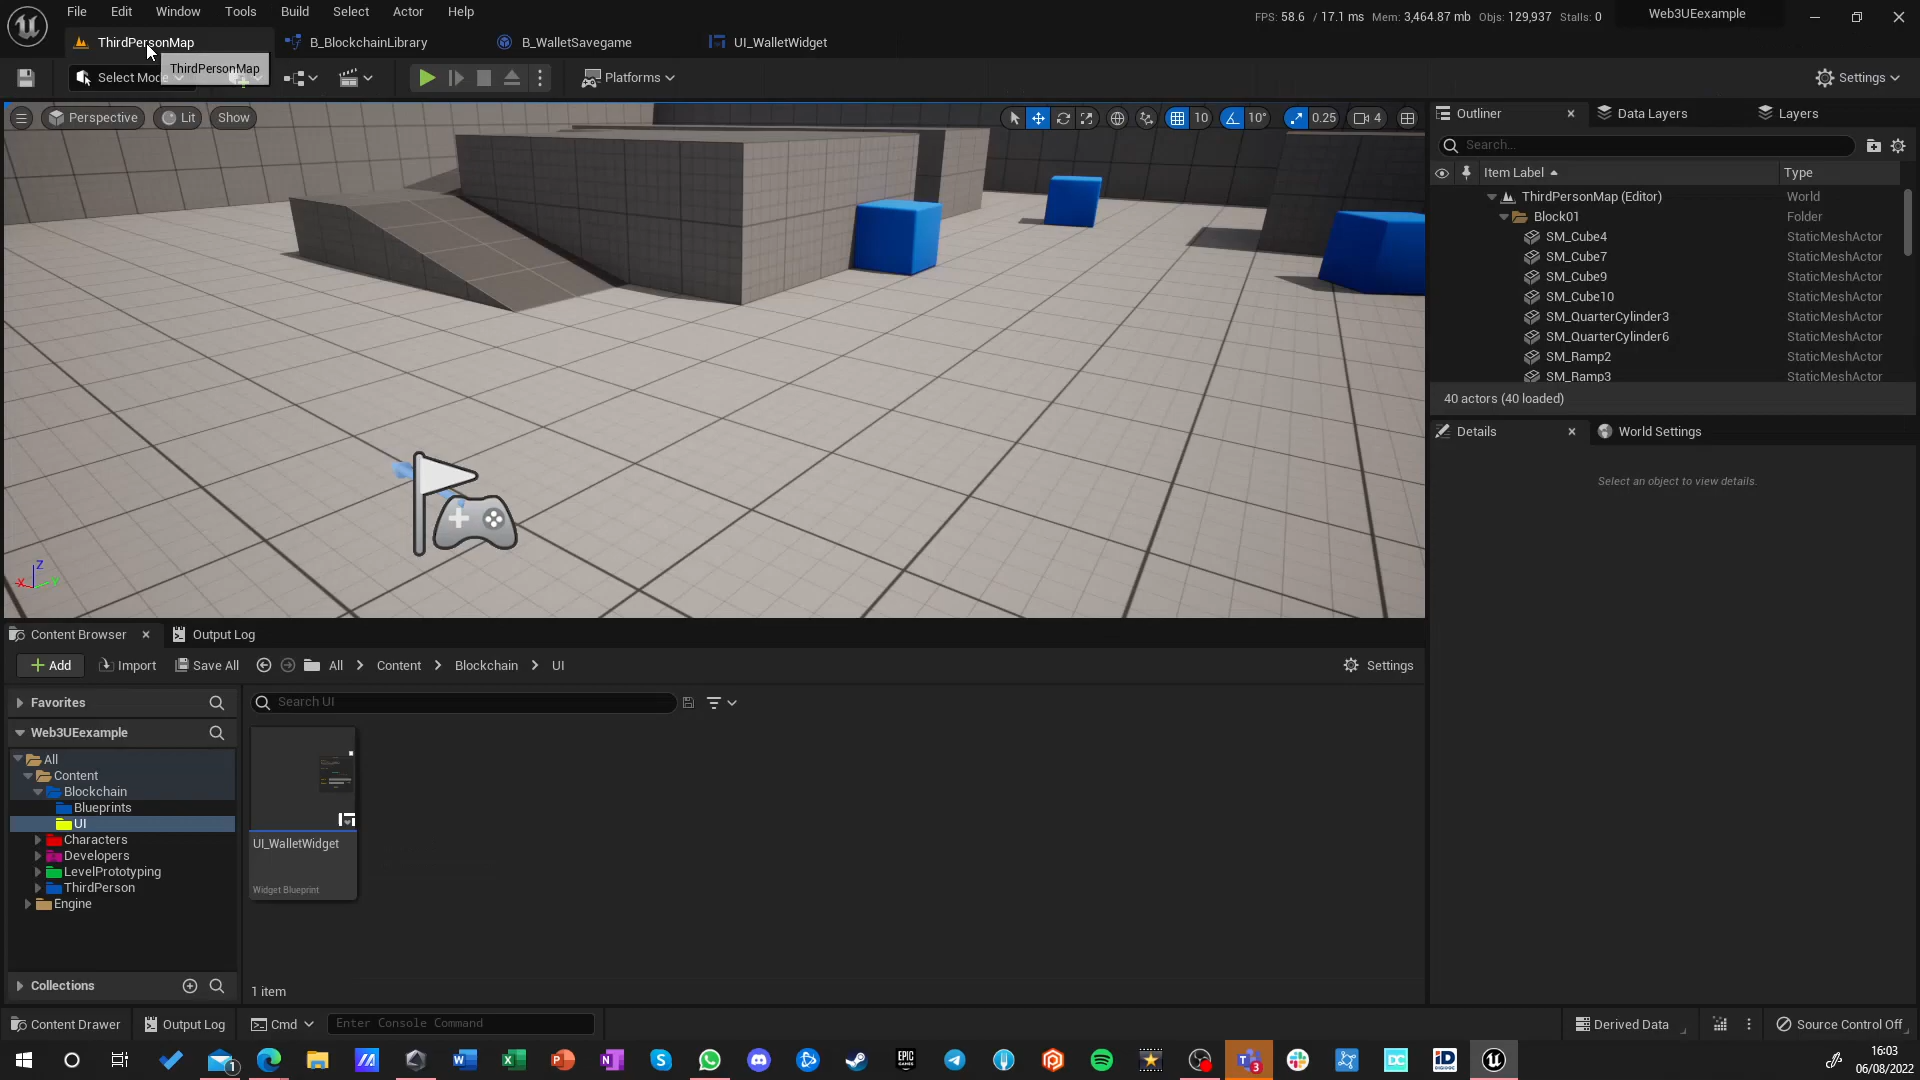 File Edit Window Tools Build Select Actor Help
FPS: 58.6 / 17.1 ms Mem: 3,464.87 mb Objs: 129,937 Stalls: 0
Web3UEexample
ThirdPersonMap
B_BlockchainLibrary
B_WalletSavegame
UI_WalletWidget
Select Mode
ThirdPersonMap
Platforms
Settings
Perspective
Lit
Show
10
10°
0.25
4
Outliner
Data Layers
Layers
Search...
Item Label Type
ThirdPersonMap (Editor) World
Block01 Folder
SM_Cube4 StaticMeshActor
SM_Cube7 StaticMeshActor
SM_Cube9 StaticMeshActor
SM_Cube10 StaticMeshActor
SM_QuarterCylinder3 StaticMeshActor
SM_QuarterCylinder6 StaticMeshActor
SM_Ramp2 StaticMeshActor
SM_Ramp3 StaticMeshActor
40 actors (40 loaded)
Details
World Settings
Select an object to view details.
Z
X
Y
Content Browser
Output Log
Add
Import
Save All
All > Content > Blockchain > UI
Settings
Favorites
Search UI
Web3UEexample
All
Content
Blockchain
Blueprints
UI
Characters
Developers
LevelPrototyping
ThirdPerson
Engine
UI_WalletWidget
Widget Blueprint
Collections
1 item
Content Drawer
Output Log
Cmd
Enter Console Command
Derived Data
Source Control Off
1
EPIC
3
DC
iD
16:03
06/08/2022